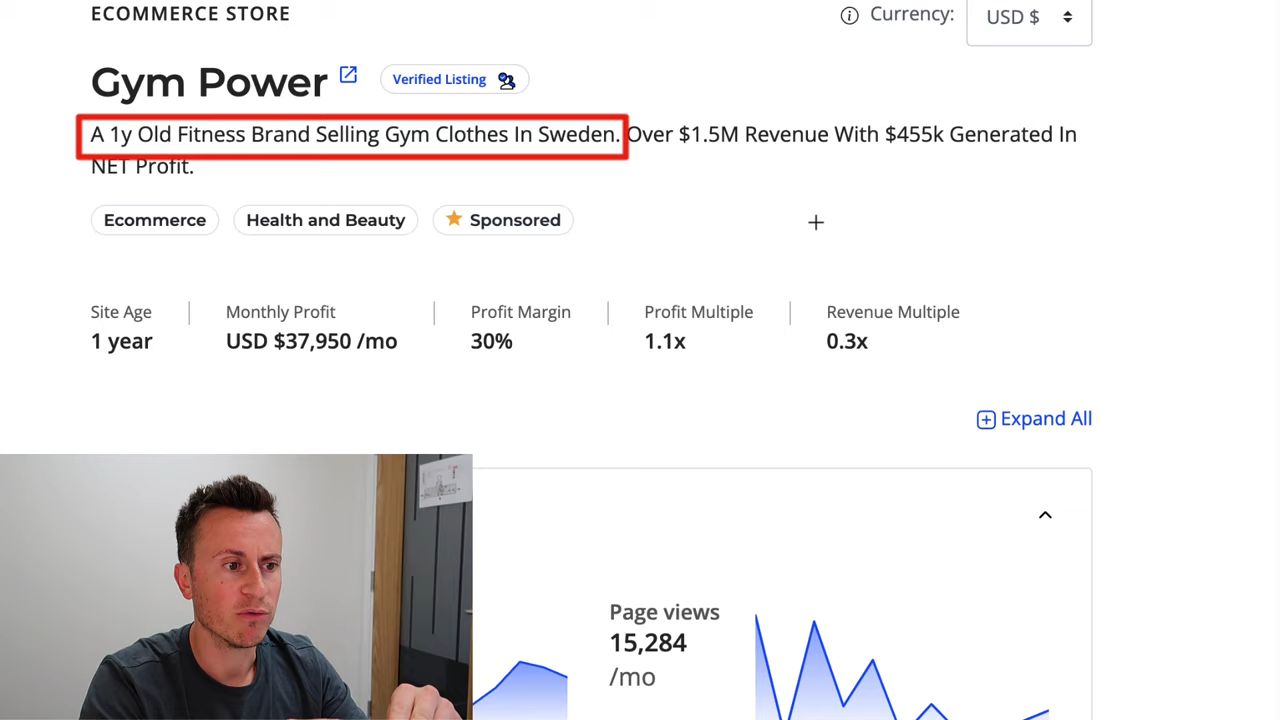 ECOMMERCE STORE
Currency:
USD $
Gym Power
Verified Listing
A 1y Old Fitness Brand Selling Gym Clothes In Sweden. Over $1.5M Revenue With $455k Generated In
NET Profit.
Ecommerce
Health and Beauty
Sponsored
Site Age
Monthly Profit
Profit Margin
Profit Multiple
Revenue Multiple
1 year
USD $37,950 /mo
30%
1.1x
0.3x
Expand All
Page views
15,284
/mo